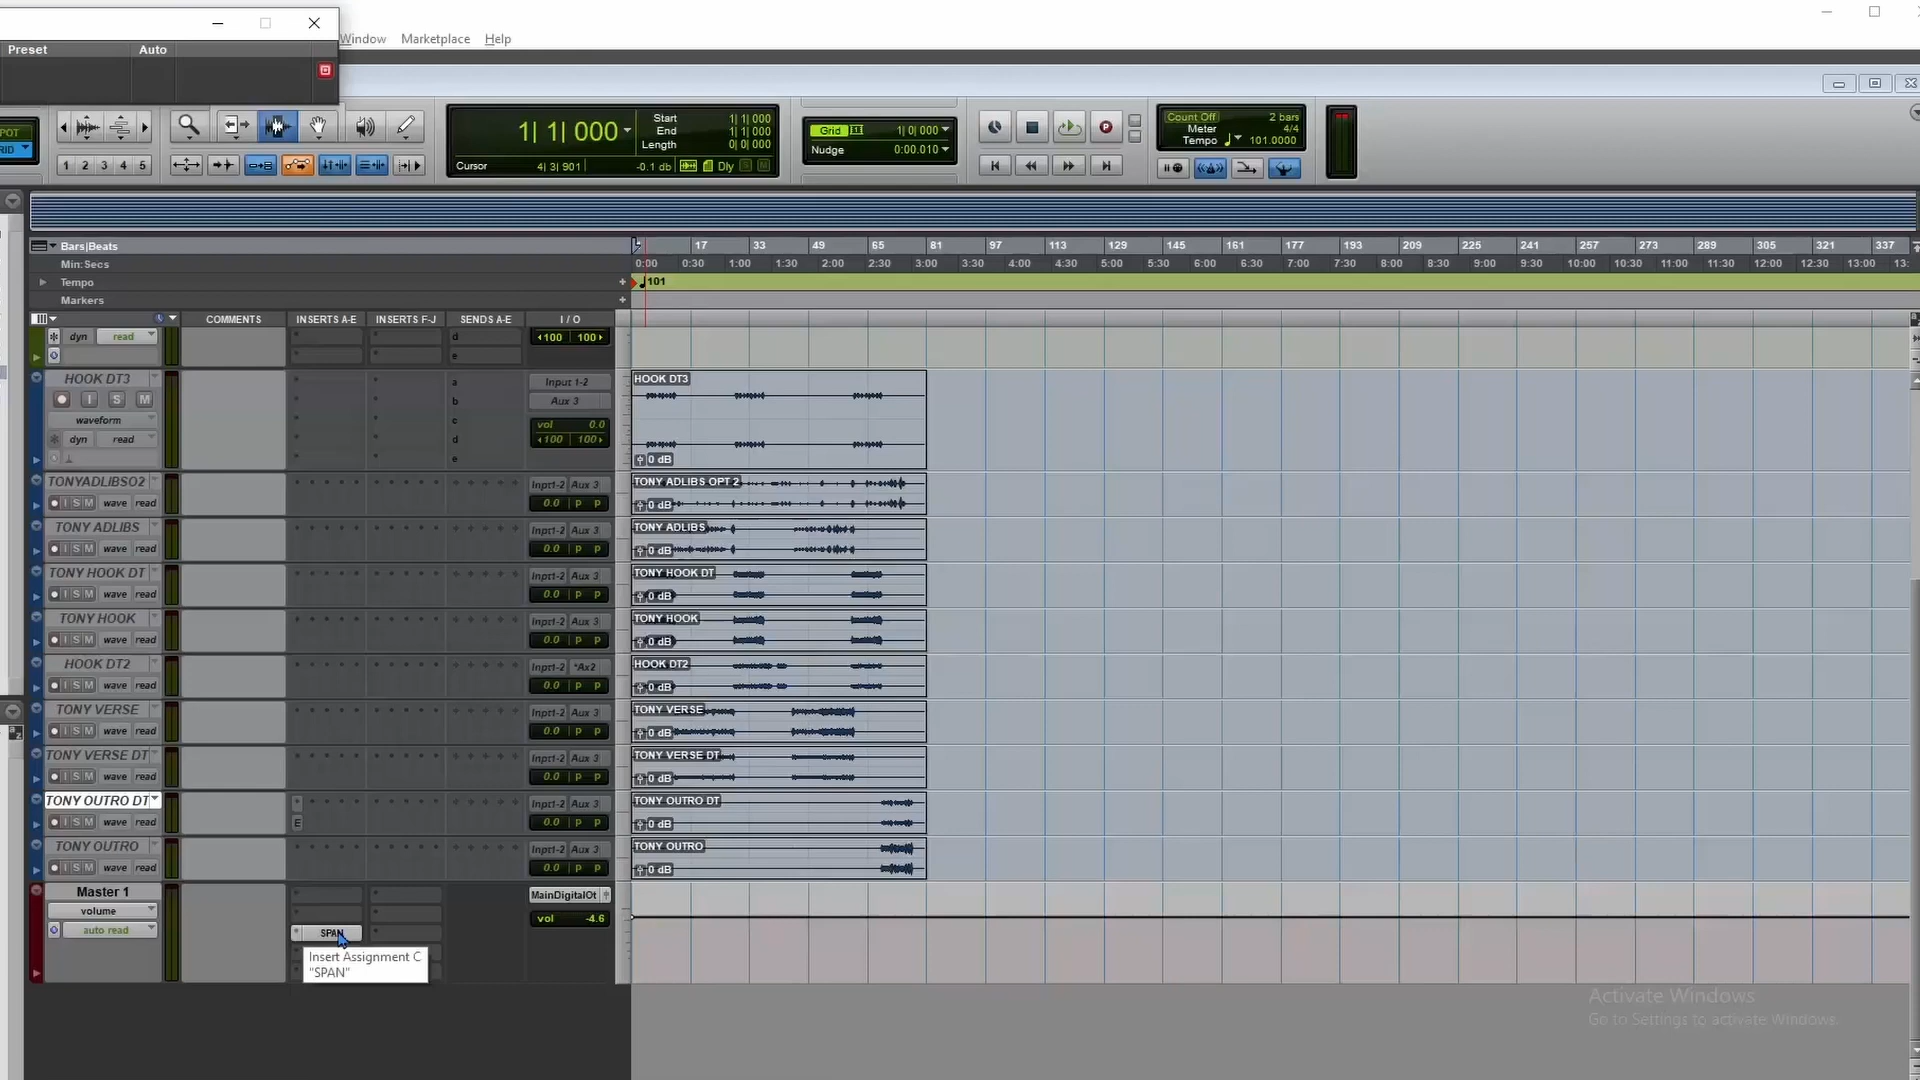 Preset Auto
Window Marketplace Help
POT
RID
1 2 3 4 5
1| 1| 000
Start 1| 1| 000
End 1| 1| 000
Length 0| 0| 000
Cursor 4| 3| 901 -0.1 db Dly
Grid 1| 0| 000
Nudge 0:00.010
Count Off 2 bars
Meter 4/4
Tempo 101.0000
Bars|Beats 17 33 49 65 81 97 113 129 145 161 177 193 209 225 241 257 273 289 305 321 337
Min:Secs 0:00 0:30 1:00 1:30 2:00 2:30 3:00 3:30 4:00 4:30 5:00 5:30 6:00 6:30 7:00 7:30 8:00 8:30 9:00 9:30 10:00 10:30 11:00 11:30 12:00 12:30 13:00 13:
Tempo 101
Markers
COMMENTS INSERTS A-E INSERTS F-J SENDS A-E I / O
dyn read d 100 100
e
HOOK DT3 a Input 1-2 HOOK DT3
I S M b Aux 3
waveform c vol 0.0
dyn read d 100 100
e 0 dB
TONYADLIBSO2 Inpt1-2 Aux 3 TONY ADLIBS OPT 2
I S M wave read 0.0 p p 0 dB
TONY ADLIBS Inpt1-2 Aux 3 TONY ADLIBS
I S M wave read 0.0 p p 0 dB
TONY HOOK DT Inpt1-2 Aux 3 TONY HOOK DT
I S M wave read 0.0 p p 0 dB
TONY HOOK Inpt1-2 Aux 3 TONY HOOK
I S M wave read 0.0 p p 0 dB
HOOK DT2 Inpt1-2 *Ax2 HOOK DT2
I S M wave read 0.0 p p 0 dB
TONY VERSE Inpt1-2 Aux 3 TONY VERSE
I S M wave read 0.0 p p 0 dB
TONY VERSE DT Inpt1-2 Aux 3 TONY VERSE DT
I S M wave read 0.0 p p 0 dB
TONY OUTRO DT Inpt1-2 Aux 3 TONY OUTRO DT
I S M wave read E 0.0 p p 0 dB
TONY OUTRO Inpt1-2 Aux 3 TONY OUTRO
I S M wave read 0.0 p p 0 dB
Master 1 MainDigitalOt
volume vol -4.6
auto read SPAN
Insert Assignment C
"SPAN"
Activate Windows
Go to Settings to activate Windows.